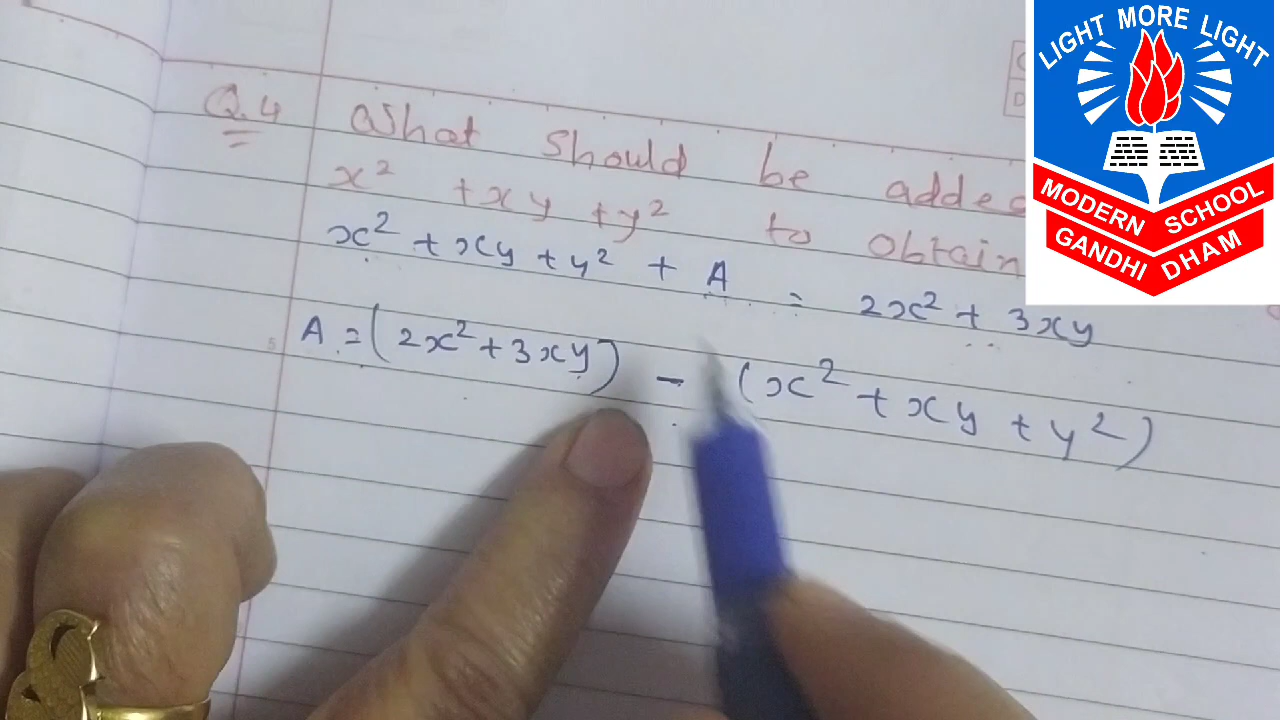 LIGHT MORE LIGHT
MODERN SCHOOL
GANDHI DHAM
Q.4 What should be added
x² + xy + y² to obtain
x² + xy + y² + A = 2x² + 3xy
A = (2x² + 3xy) - (x² + xy + y²)